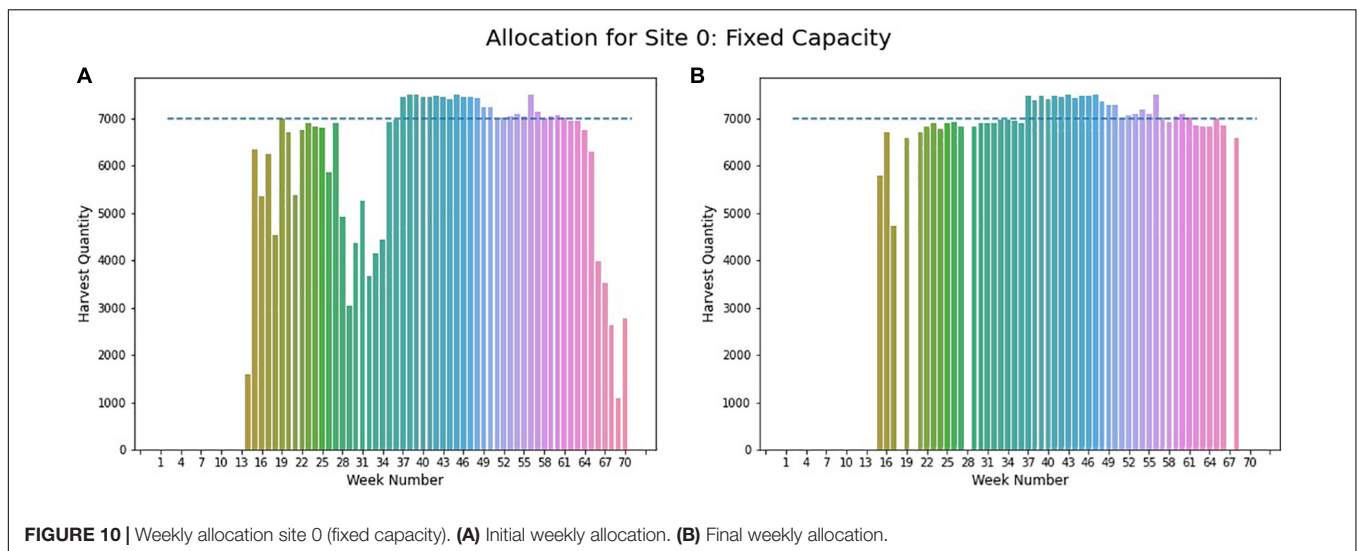 Allocation for Site 0: Fixed Capacity
A
Harvest Quantity
7000
6000
5000
4000
3000
2000
1000
0
1 4 7 10 13 16 19 22 25 28 31 34 37 40 43 46 49 52 55 58 61 64 67 70
Week Number
B
Harvest Quantity
7000
6000
5000
4000
3000
2000
1000
0
1 4 7 10 13 16 19 22 25 28 31 34 37 40 43 46 49 52 55 58 61 64 67 70
Week Number
FIGURE 10 | Weekly allocation site 0 (fixed capacity). (A) Initial weekly allocation. (B) Final weekly allocation.